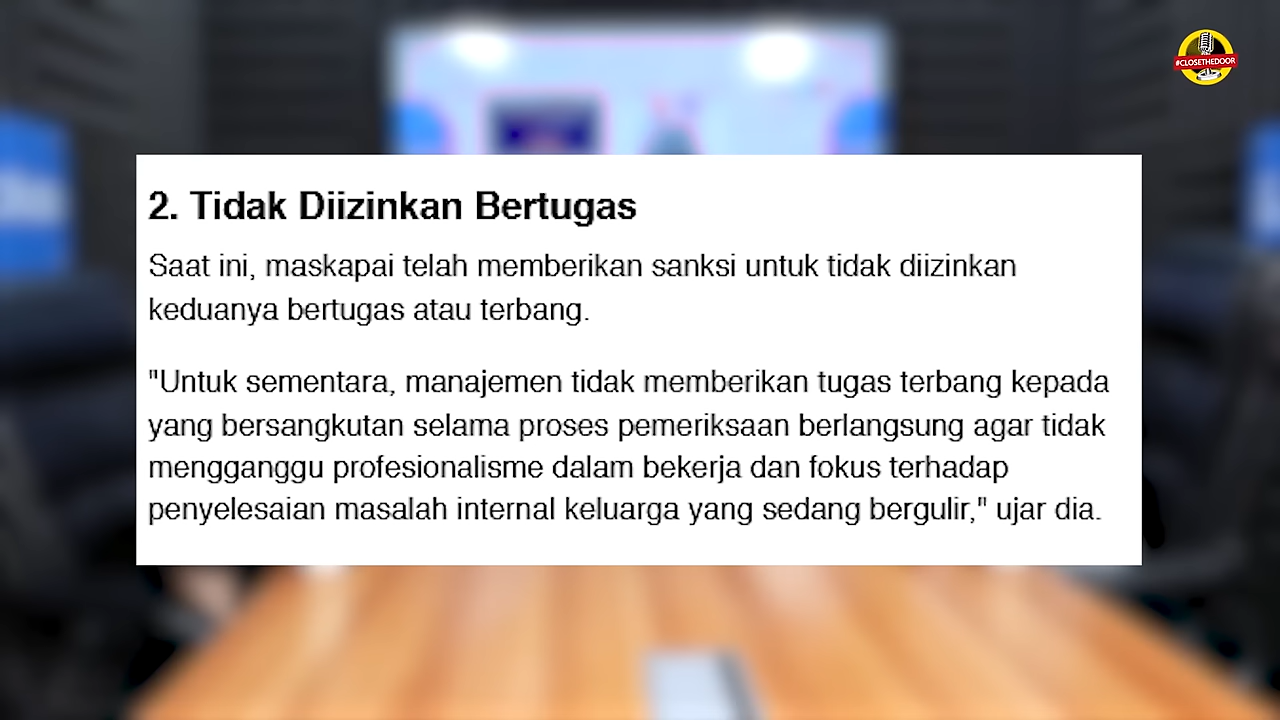 #CLOSETHEDOOR
2. Tidak Diizinkan Bertugas
Saat ini, maskapai telah memberikan sanksi untuk tidak diizinkan
keduanya bertugas atau terbang.
"Untuk sementara, manajemen tidak memberikan tugas terbang kepada
yang bersangkutan selama proses pemeriksaan berlangsung agar tidak
mengganggu profesionalisme dalam bekerja dan fokus terhadap
penyelesaian masalah internal keluarga yang sedang bergulir," ujar dia.